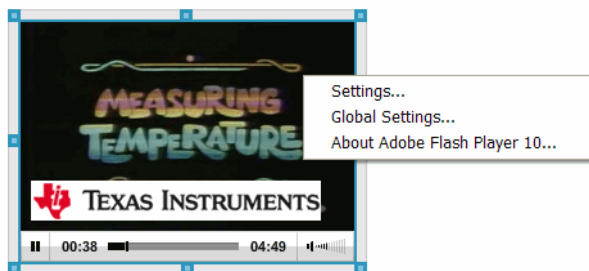 MEASURING
TEMPERATURE
TEXAS INSTRUMENTS
00:38
04:49
Settings...
Global Settings...
About Adobe Flash Player 10...